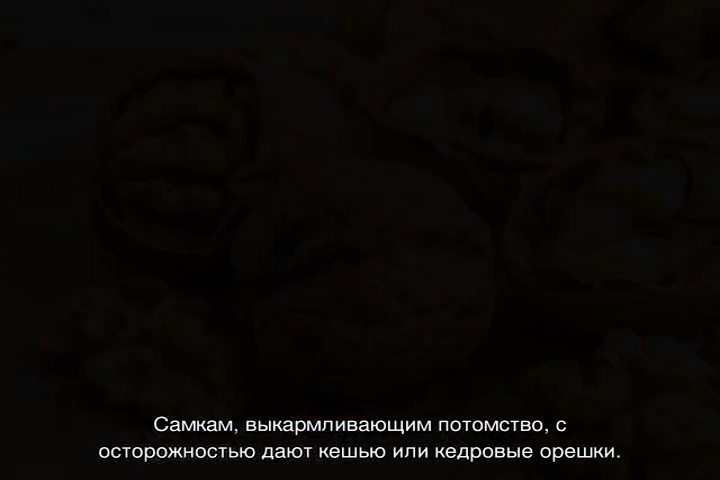 Самкам, выкармливающим потомство, с
осторожностью дают кешью или кедровые орешки.